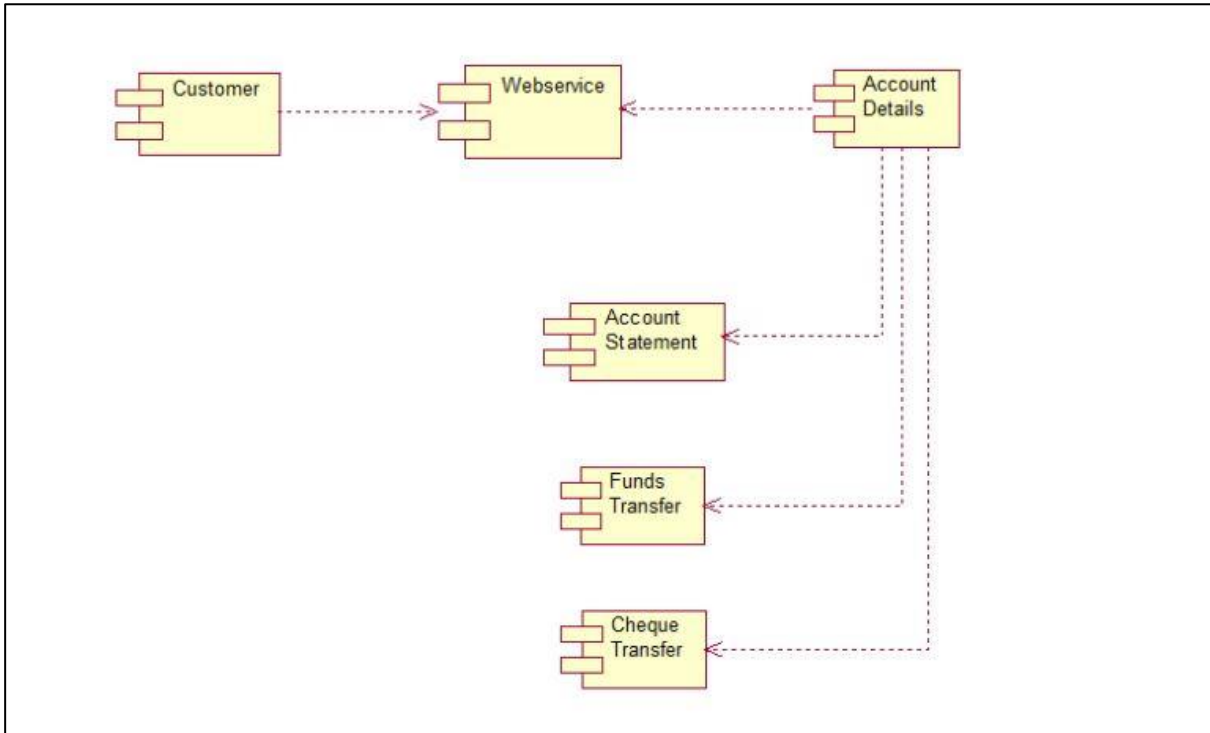 Customer
Webservice
Account
Details
Account
Statement
Funds
Transfer
Cheque
Transfer